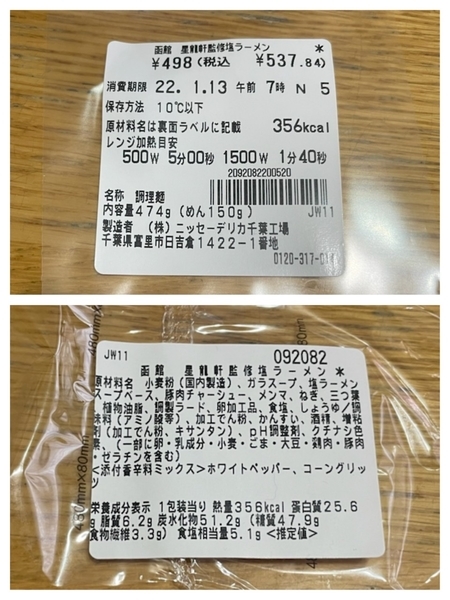 函館 星龍軒監修塩ラーメン *
¥498(税込 ¥537.84)
消費期限 22. 1.13 午前 7時 N 5
保存方法 10℃以下
原材料名は裏面ラベルに記載 356kcal
レンジ加熱目安
500W 5分00秒 1500W 1分40秒
2092082200520
名称 調理麺
内容量474g(めん150g) JW11
製造者 (株)ニッセーデリカ千葉工場
千葉県富里市日吉倉1422-1番地
0120-317-0
480mm×80mm
JW11 092082
函館 星龍軒監修塩ラーメン *
原材料名 小麦粉(国内製造)、ガラスープ、塩ラーメン
スープベース、豚肉チャーシュー、メンマ、ねぎ、三つ葉
植物油脂、調製ラード、卵加工品、食塩、しょうゆ/調
味料(アミノ酸等)、加工でん粉、かんすい、酒精、増粘
剤(加工でん粉、キサンタン)、pH調整剤、クチナシ色
素、(一部に卵・乳成分・小麦・ごま・大豆・鶏肉・豚肉
・ゼラチンを含む)
<添付香辛料ミックス>ホワイトペッパー、コーングリッ
ツ
栄養成分表示 1包装当り 熱量356kcal 蛋白質25.6
g 脂質6.2g 炭水化物51.2g(糖質47.9g
食物繊維3.3g) 食塩相当量5.1g <推定値>